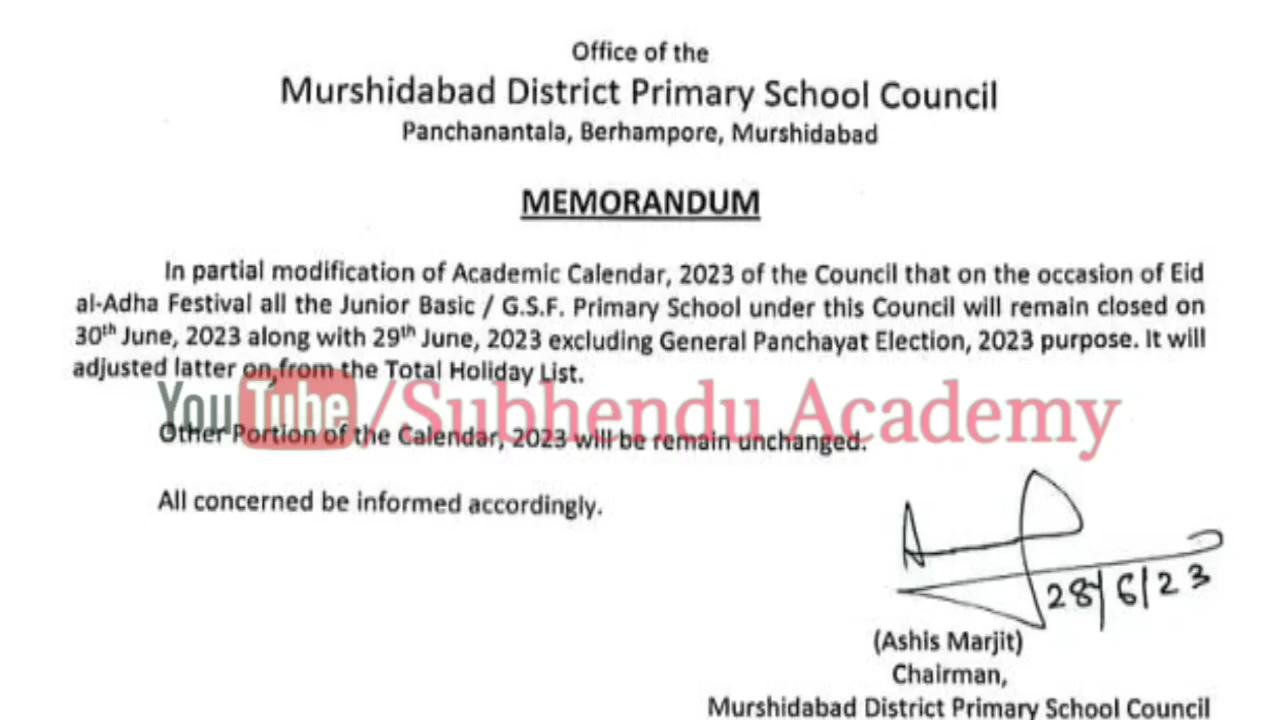 Office of the
Murshidabad District Primary School Council
Panchanantala, Berhampore, Murshidabad
MEMORANDUM
In partial modification of Academic Calendar, 2023 of the Council that on the occasion of Eid
al-Adha Festival all the Junior Basic / G.S.F. Primary School under this Council will remain closed on
30th June, 2023 along with 29th June, 2023 excluding General Panchayat Election, 2023 purpose. It will
adjusted latter on,from the Total Holiday List.
YouTube/Subhendu Academy
Other Portion of the Calendar, 2023 will be remain unchanged.
All concerned be informed accordingly.
28/6/23
(Ashis Marjit)
Chairman,
Murshidabad District Primary School Council